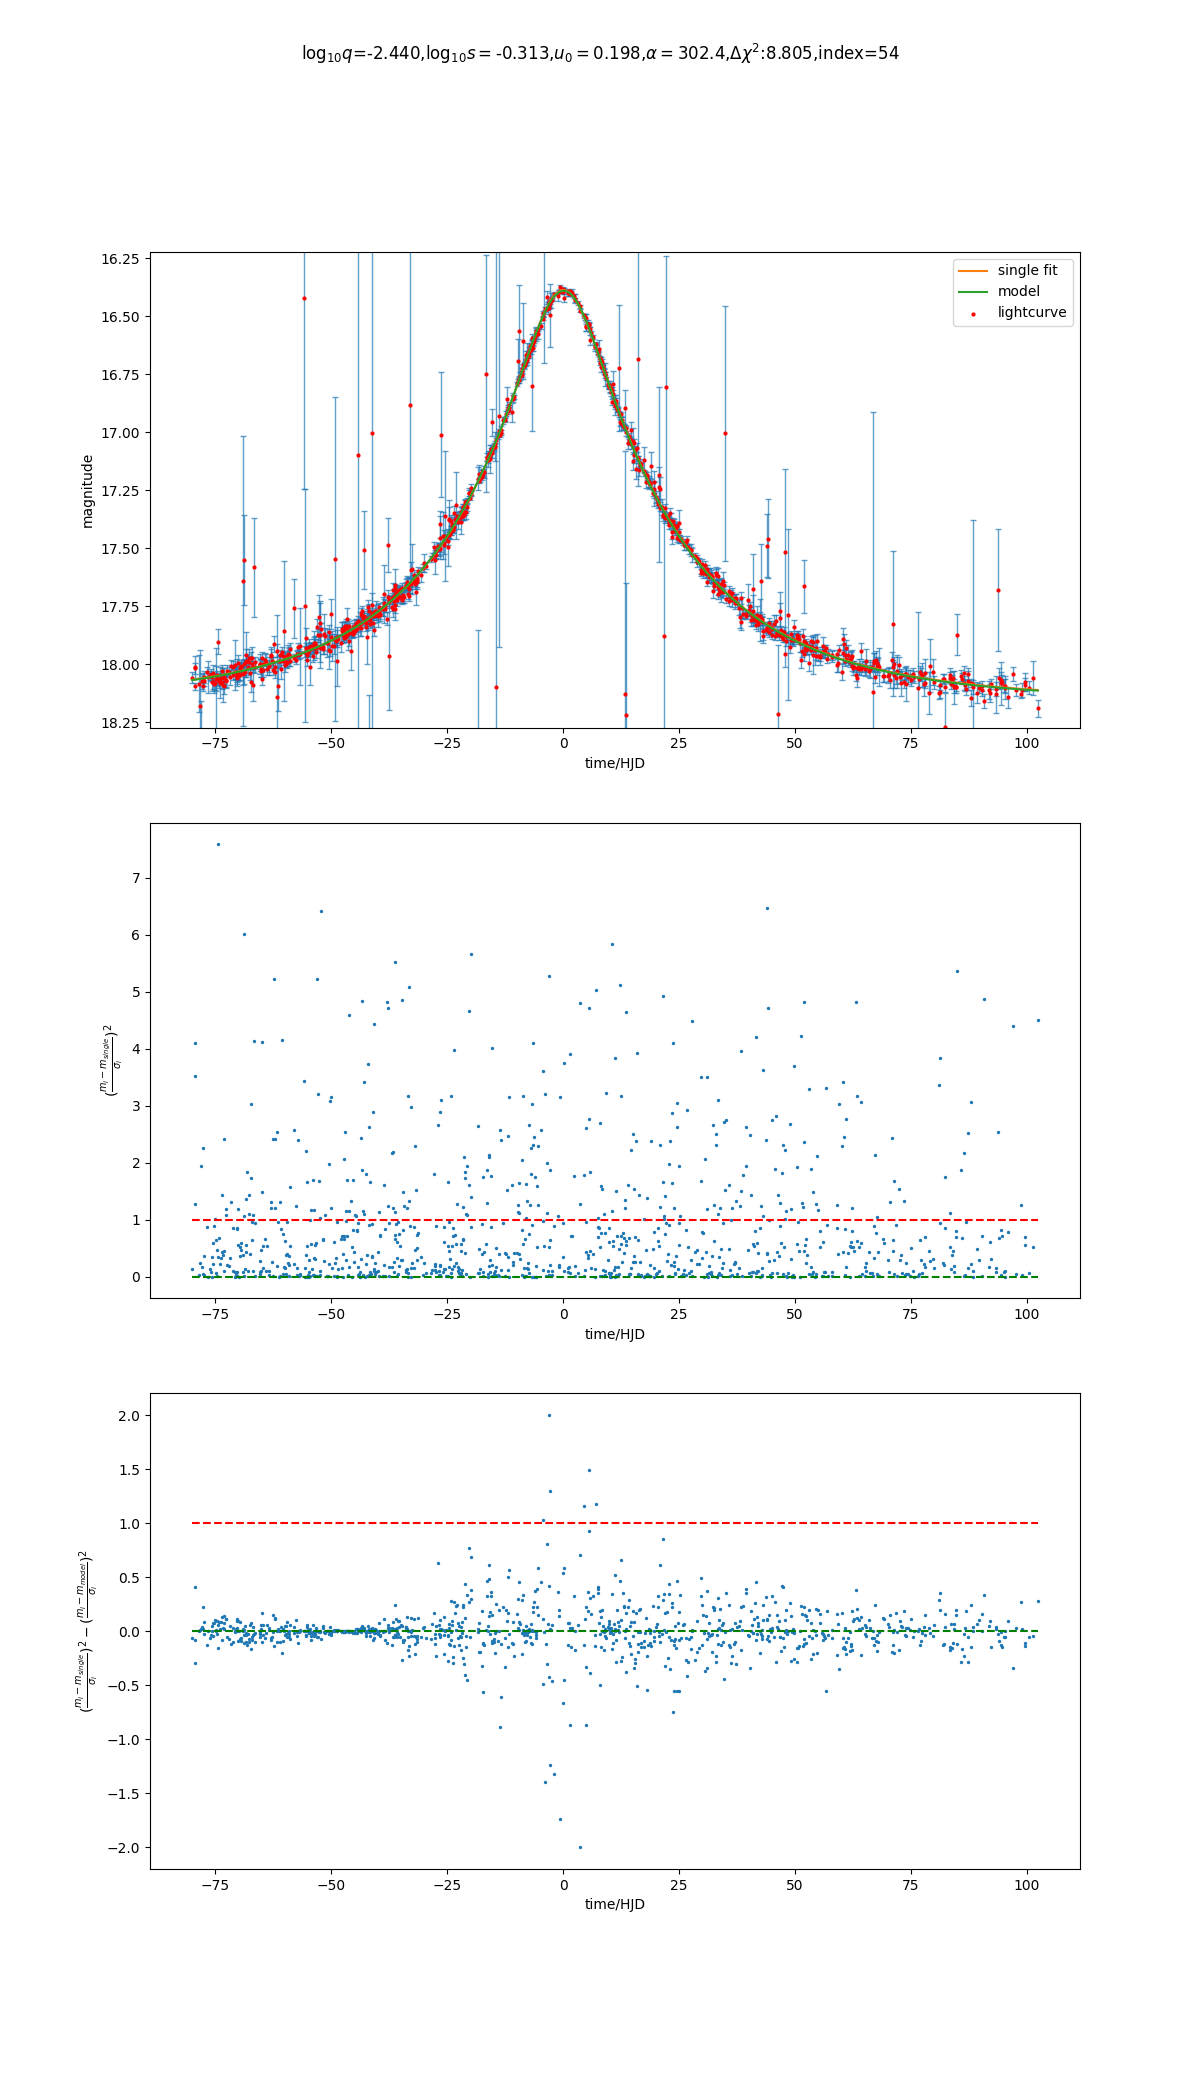 log₁₀q=-2.440,log₁₀s = -0.313,u₀ = 0.198,α = 302.4,Δχ²:8.805,index=54
16.25
16.50
16.75
17.00
17.25
17.50
17.75
18.00
18.25
magnitude
single fit
model
lightcurve
−75 −50 −25 0 25 50 75 100
time/HJD
7
6
5
4
3
2
1
0
(mᵢ − m_single / σᵢ)²
−75 −50 −25 0 25 50 75 100
time/HJD
2.0
1.5
1.0
0.5
0.0
−0.5
−1.0
−1.5
−2.0
(mᵢ − m_single / σᵢ)² − (mᵢ − m_model / σᵢ)²
−75 −50 −25 0 25 50 75 100
time/HJD